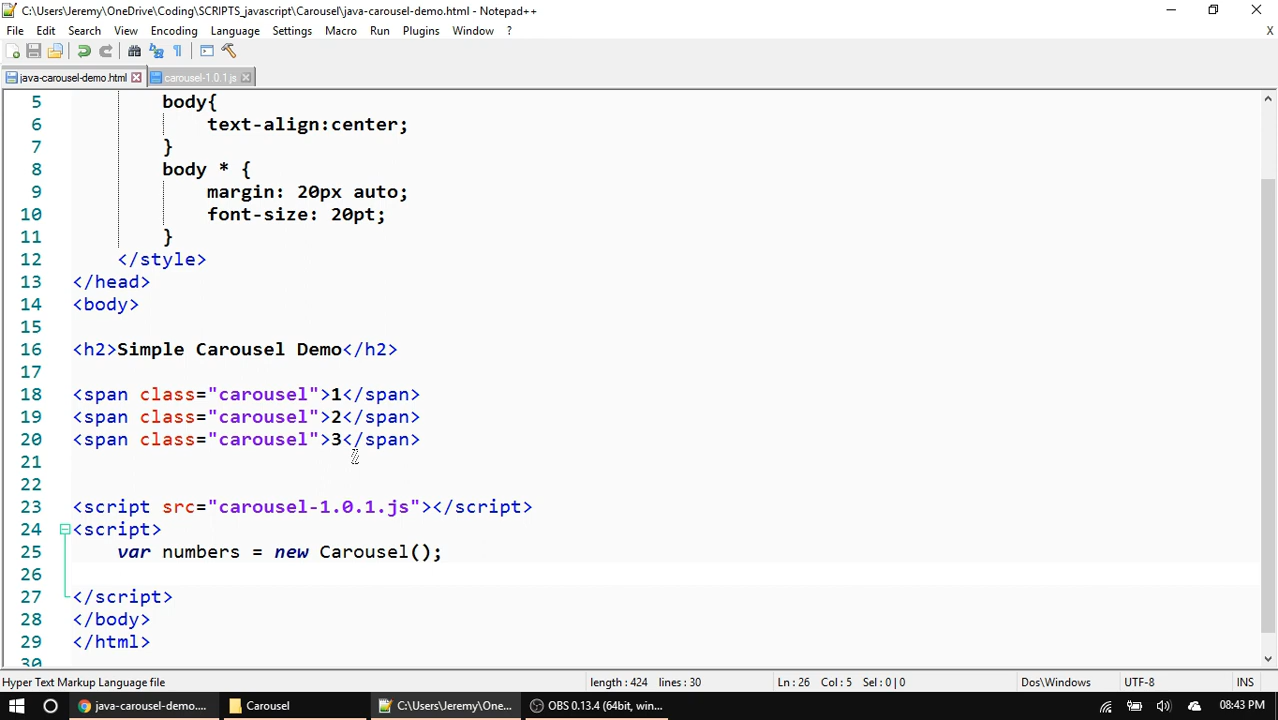 C:\Users\Jeremy\OneDrive\Coding\SCRIPTS_javascript\Carousel\java-carousel-demo.html - Notepad++
File Edit Search View Encoding Language Settings Macro Run Plugins Window ? X
java-carousel-demo.html carousel-1.0.1.js
5 body{
6 text-align:center;
7 }
8 body * {
9 margin: 20px auto;
10 font-size: 20pt;
11 }
12 </style>
13 </head>
14 <body>
15
16 <h2>Simple Carousel Demo</h2>
17
18 <span class="carousel">1</span>
19 <span class="carousel">2</span>
20 <span class="carousel">3</span>
21
22
23 <script src="carousel-1.0.1.js"></script>
24 <script>
25 var numbers = new Carousel();
26
27 </script>
28 </body>
29 </html>
30
Hyper Text Markup Language file length : 424 lines : 30 Ln : 26 Col : 5 Sel : 0 | 0 Dos\Windows UTF-8 INS
java-carousel-demo.... Carousel C:\Users\Jeremy\One... OBS 0.13.4 (64bit, win... 08:43 PM